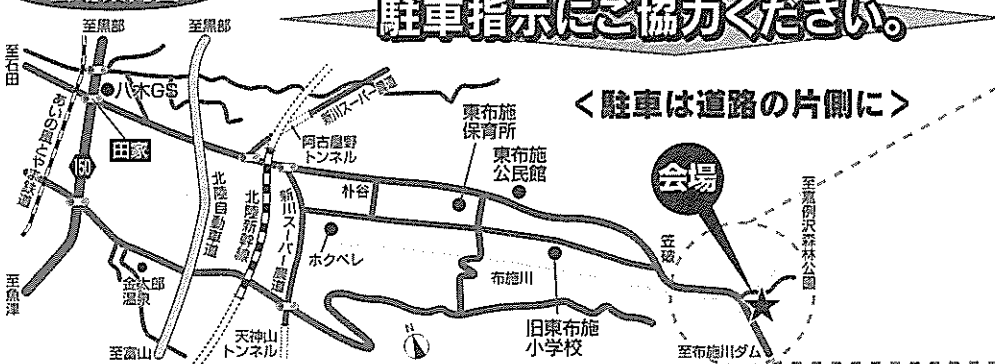 駐車指示にご協力ください。
<駐車は道路の片側に>
至黒部
至黒部
至石田
八木GS
あいの風とやま鉄道
田家
150
新川スーパー農道
阿古屋野
トンネル
東布施
保育所
東布施
公民館
会場
至嘉例沢森林公園
朴谷
北陸自動車道
北陸新幹線
新川スーパー農道
ホクペレ
布施川
笠破
金太郎
温泉
至魚津
至富山
天神山
トンネル
N
旧東布施
小学校
至布施川ダム